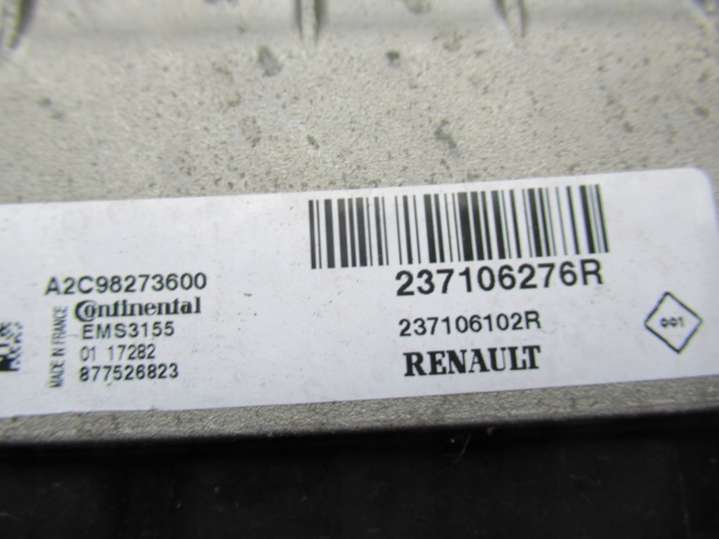 A2C98273600
Continental
EMS3155
01 17282
877526823
MADE IN FRANCE
237106276R
237106102R
RENAULT
001